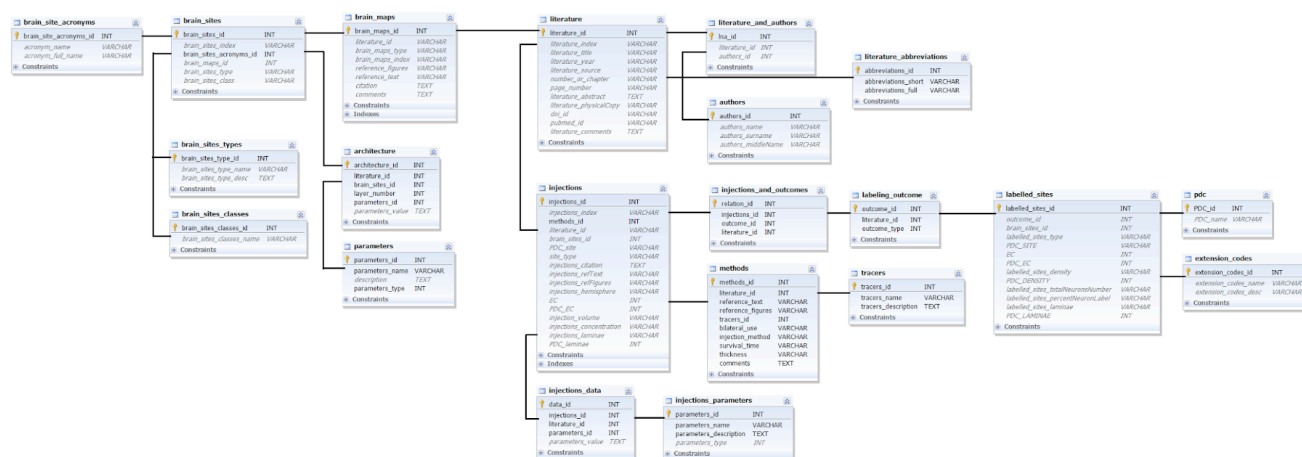 brain_site_acronyms
brain_site_acronyms_id INT
acronym_name VARCHAR
acronym_full_name VARCHAR
Constraints
brain_sites
brain_sites_id INT
brain_sites_index VARCHAR
brain_sites_acronyms_id INT
brain_maps_id INT
brain_sites_type VARCHAR
brain_sites_class VARCHAR
Constraints
brain_maps
brain_maps_id INT
literature_id INT
brain_maps_type VARCHAR
brain_maps_index VARCHAR
reference_figures VARCHAR
reference_text VARCHAR
citation TEXT
comments TEXT
Constraints
Indexes
literature
literature_id INT
literature_index VARCHAR
literature_title VARCHAR
literature_year VARCHAR
literature_source VARCHAR
number_or_chapter VARCHAR
page_number VARCHAR
literature_abstract TEXT
literature_physicalCopy VARCHAR
doi_id VARCHAR
pubmed_id VARCHAR
literature_comments TEXT
Constraints
literature_and_authors
lna_id INT
literature_id INT
authors_id INT
Constraints
literature_abbreviations
abbreviations_id INT
abbreviations_short VARCHAR
abbreviations_full VARCHAR
Constraints
authors
authors_id INT
authors_name VARCHAR
authors_surname VARCHAR
authors_middleName VARCHAR
Constraints
brain_sites_types
brain_sites_type_id INT
brain_sites_type_name VARCHAR
brain_sites_type_desc TEXT
Constraints
brain_sites_classes
brain_sites_classes_id INT
brain_sites_classes_name VARCHAR
Constraints
architecture
architecture_id INT
literature_id INT
brain_sites_id INT
layer_number INT
parameters_id INT
parameters_value TEXT
Constraints
parameters
parameters_id INT
parameters_name VARCHAR
description TEXT
parameters_type INT
Constraints
injections
injections_id INT
injections_index VARCHAR
methods_id INT
literature_id VARCHAR
brain_sites_id INT
PDC_site VARCHAR
site_type VARCHAR
injections_citation TEXT
injections_refText VARCHAR
injections_refFigures VARCHAR
injections_hemisphere VARCHAR
EC INT
PDC_EC INT
injection_volume VARCHAR
injections_concentration VARCHAR
injections_laminae VARCHAR
PDC_laminae INT
Constraints
Indexes
injections_and_outcomes
relation_id INT
injections_id INT
outcome_id INT
literature_id INT
Constraints
labeling_outcome
outcome_id INT
literature_id INT
outcome_type INT
Constraints
labelled_sites
labelled_sites_id INT
outcome_id INT
brain_sites_id INT
labelled_sites_type VARCHAR
PDC_SITE VARCHAR
EC INT
PDC_EC INT
labelled_sites_density VARCHAR
PDC_DENSITY INT
labelled_sites_totalNeuronsNumber VARCHAR
labelled_sites_percentNeuronLabel VARCHAR
labelled_sites_laminae VARCHAR
PDC_LAMINAE INT
Constraints
pdc
PDC_id INT
PDC_name VARCHAR
Constraints
extension_codes
extension_codes_id INT
extension_codes_name VARCHAR
extension_codes_desc VARCHAR
Constraints
methods
methods_id INT
literature_id INT
reference_text VARCHAR
reference_figures VARCHAR
tracers_id INT
bilateral_use VARCHAR
injection_method VARCHAR
survival_time VARCHAR
thickness VARCHAR
comments TEXT
Constraints
tracers
tracers_id INT
tracers_name VARCHAR
tracers_description TEXT
Constraints
injections_data
data_id INT
injections_id INT
literature_id INT
parameters_id INT
parameters_value TEXT
Constraints
injections_parameters
parameters_id INT
parameters_name VARCHAR
parameters_description TEXT
parameters_type INT
Constraints